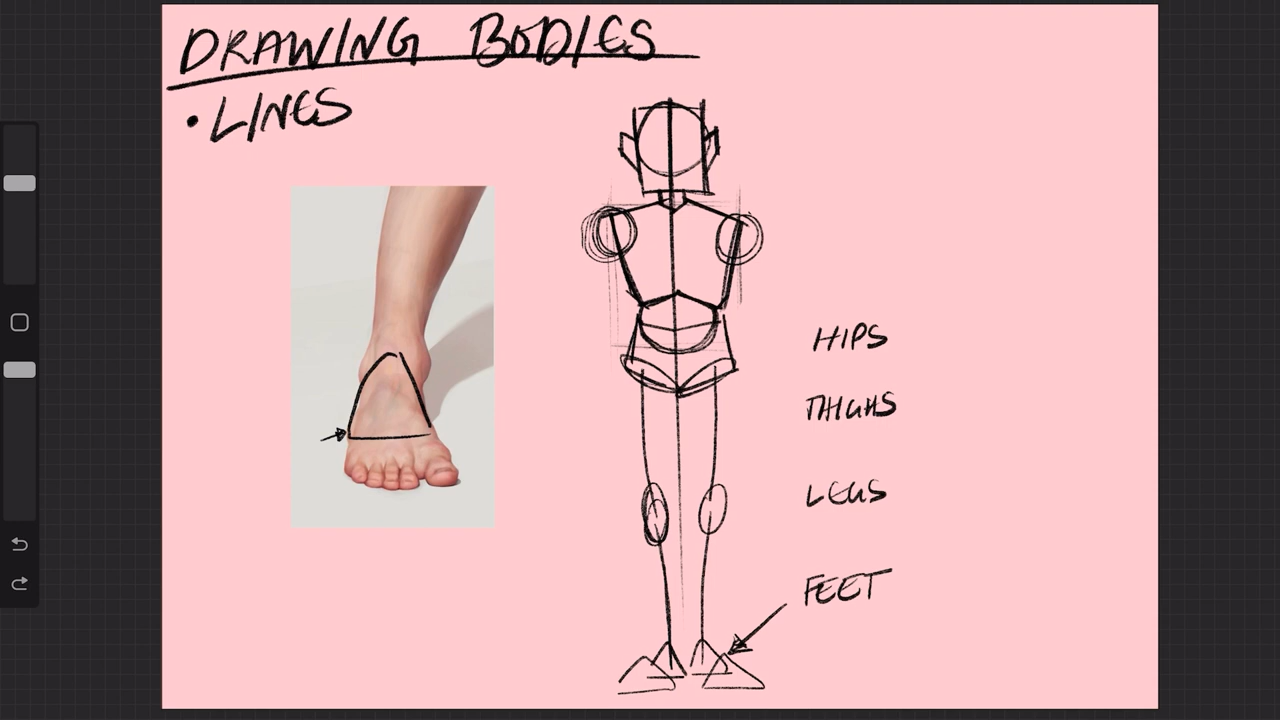 DRAWING BODIES
• LINES
HIPS
THIGHS
LEGS
FEET